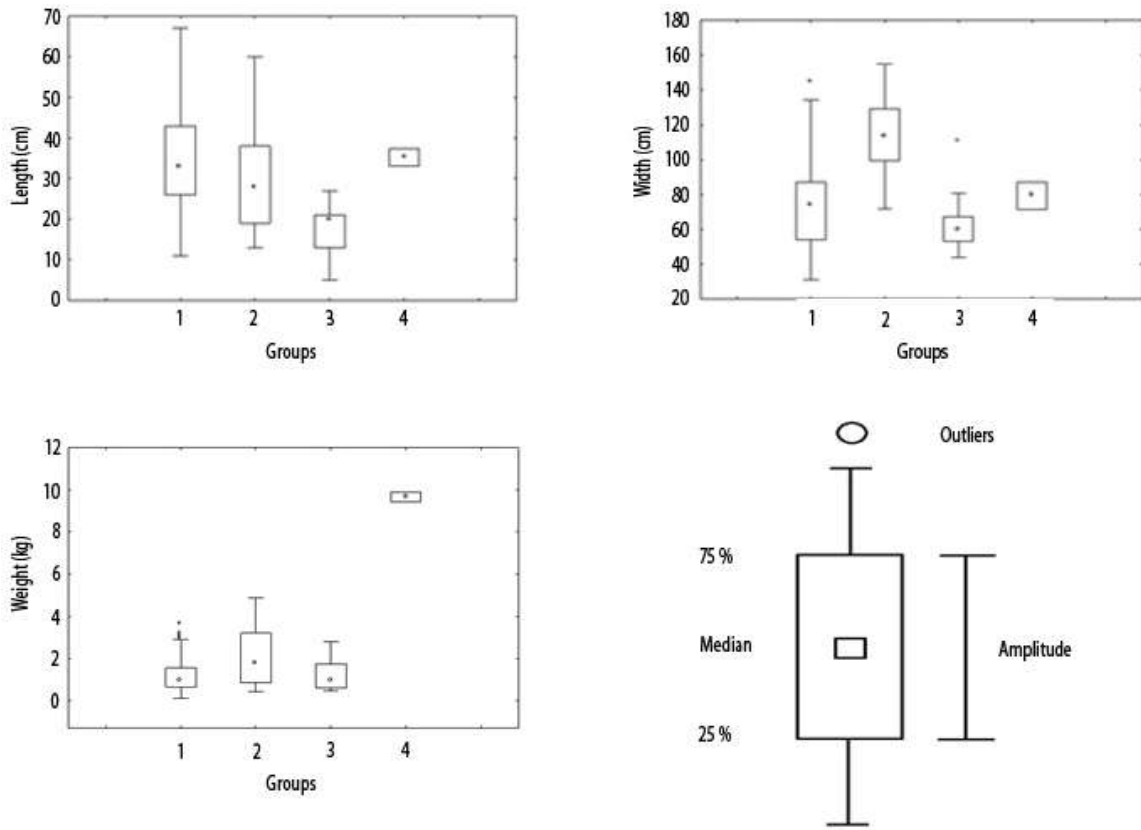 Length (cm)
70
60
50
40
30
20
10
0
1 2 3 4
Groups
Width (cm)
180
160
140
120
100
80
60
40
20
1 2 3 4
Groups
Weight (kg)
12
10
8
6
4
2
0
1 2 3 4
Groups
Outliers
75 %
Median
Amplitude
25 %